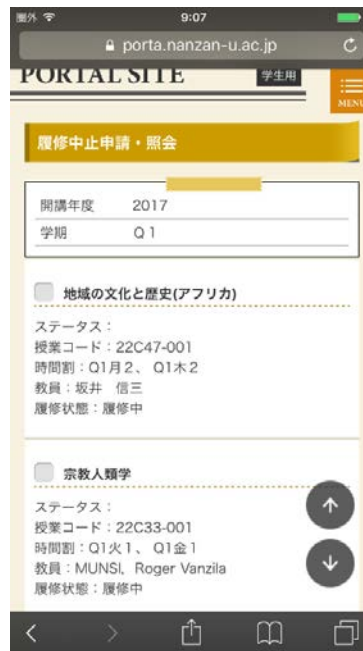 圏外 9:07
porta.nanzan-u.ac.jp
PORTAL SITE 学生用
MENU
履修中止申請・照会
開講年度 2017
学期 Q1
地域の文化と歴史(アフリカ)
ステータス：
授業コード：22C47-001
時間割：Q1月2、 Q1木2
教員：坂井 信三
履修状態：履修中
宗教人類学
ステータス：
授業コード：22C33-001
時間割：Q1火1、 Q1金1
教員：MUNSI, Roger Vanzila
履修状態：履修中